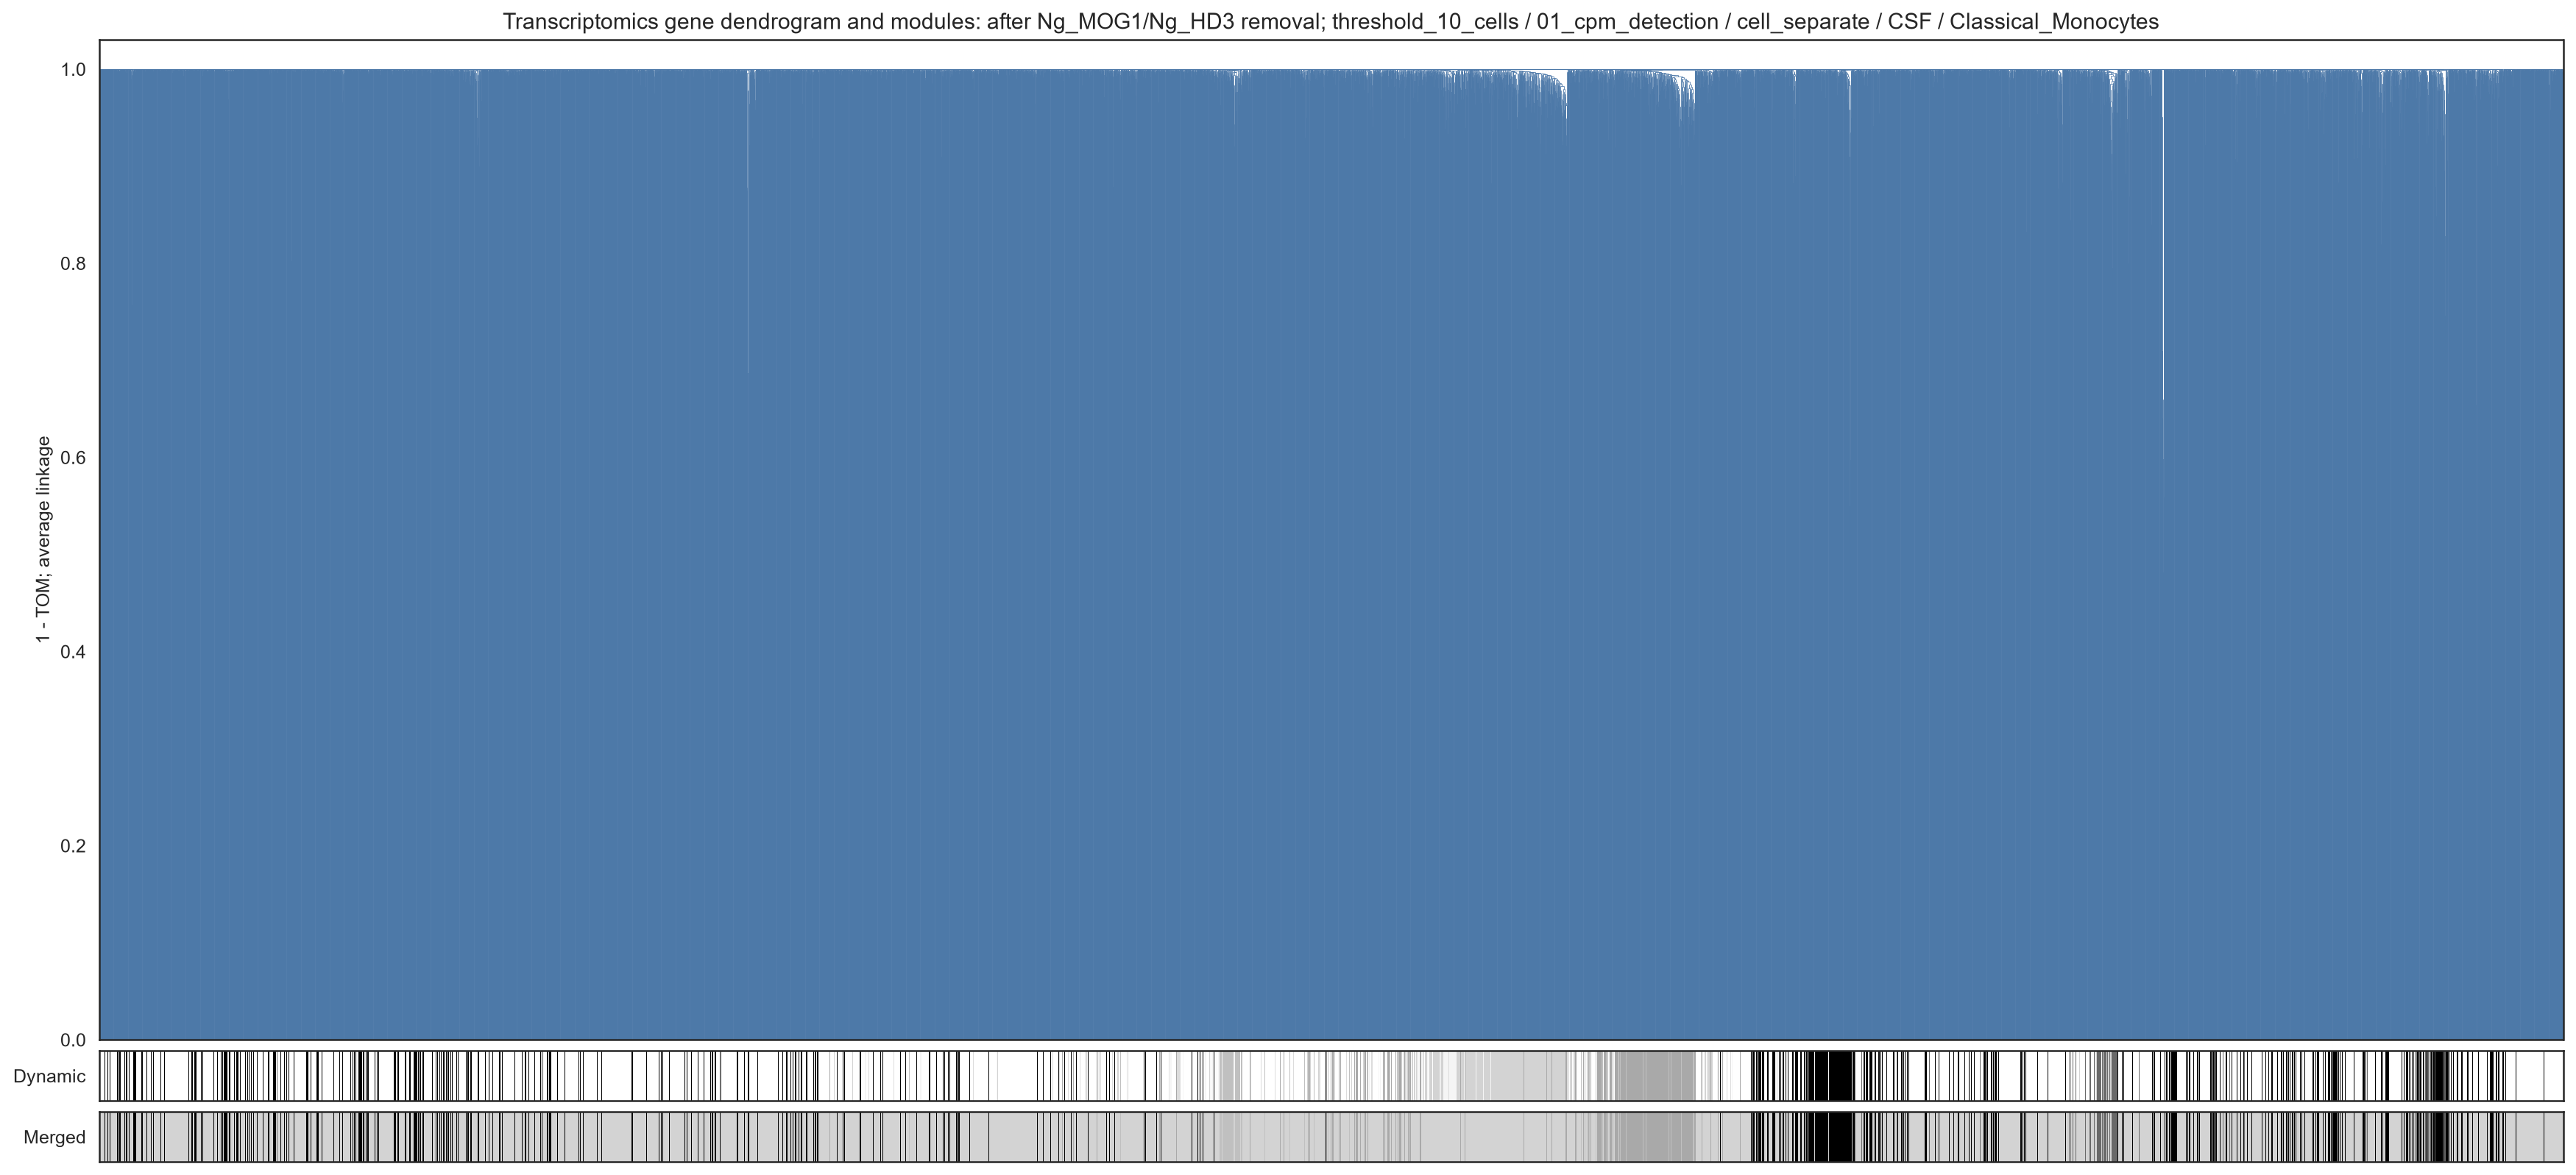 Transcriptomics gene dendrogram and modules: after Ng_MOG1/Ng_HD3 removal; threshold_10_cells / 01_cpm_detection / cell_separate / CSF / Classical_Monocytes
1.0
0.8
0.6
0.4
0.2
0.0
1 - TOM; average linkage
Dynamic
Merged